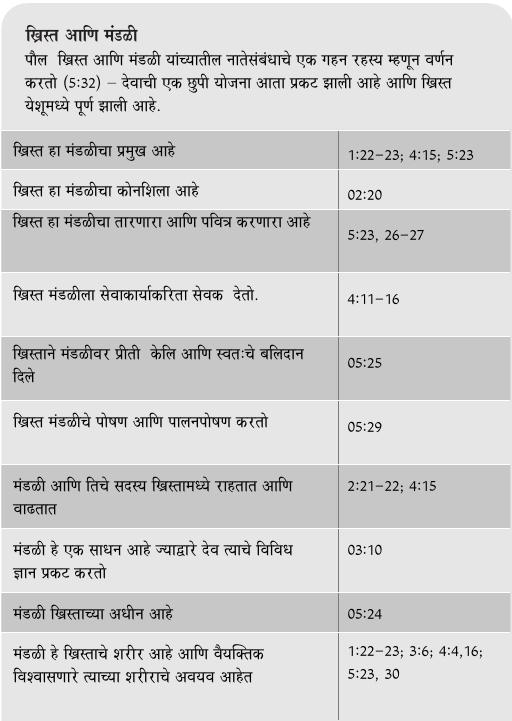 ख्रिस्त आणि मंडळी
पौल ख्रिस्त आणि मंडळी यांच्यातील नातेसंबंधाचे एक गहन रहस्य म्हणून वर्णन
करतो (5:32) – देवाची एक छुपी योजना आता प्रकट झाली आहे आणि ख्रिस्त
येशूमध्ये पूर्ण झाली आहे.
ख्रिस्त हा मंडळीचा प्रमुख आहे 1:22–23; 4:15; 5:23
ख्रिस्त हा मंडळीचा कोनशिला आहे 02:20
ख्रिस्त हा मंडळीचा तारणारा आणि पवित्र करणारा आहे 5:23, 26–27
ख्रिस्त मंडळीला सेवाकार्याकरिता सेवक देतो. 4:11–16
ख्रिस्ताने मंडळीवर प्रीती केलि आणि स्वतःचे बलिदान
दिले 05:25
ख्रिस्त मंडळीचे पोषण आणि पालनपोषण करतो 05:29
मंडळी आणि तिचे सदस्य ख्रिस्तामध्ये राहतात आणि
वाढतात 2:21–22; 4:15
मंडळी हे एक साधन आहे ज्याद्वारे देव त्याचे विविध
ज्ञान प्रकट करतो 03:10
मंडळी ख्रिस्ताच्या अधीन आहे 05:24
मंडळी हे ख्रिस्ताचे शरीर आहे आणि वैयक्तिक 1:22–23; 3:6; 4:4,16;
विश्वासणारे त्याच्या शरीराचे अवयव आहेत 5:23, 30